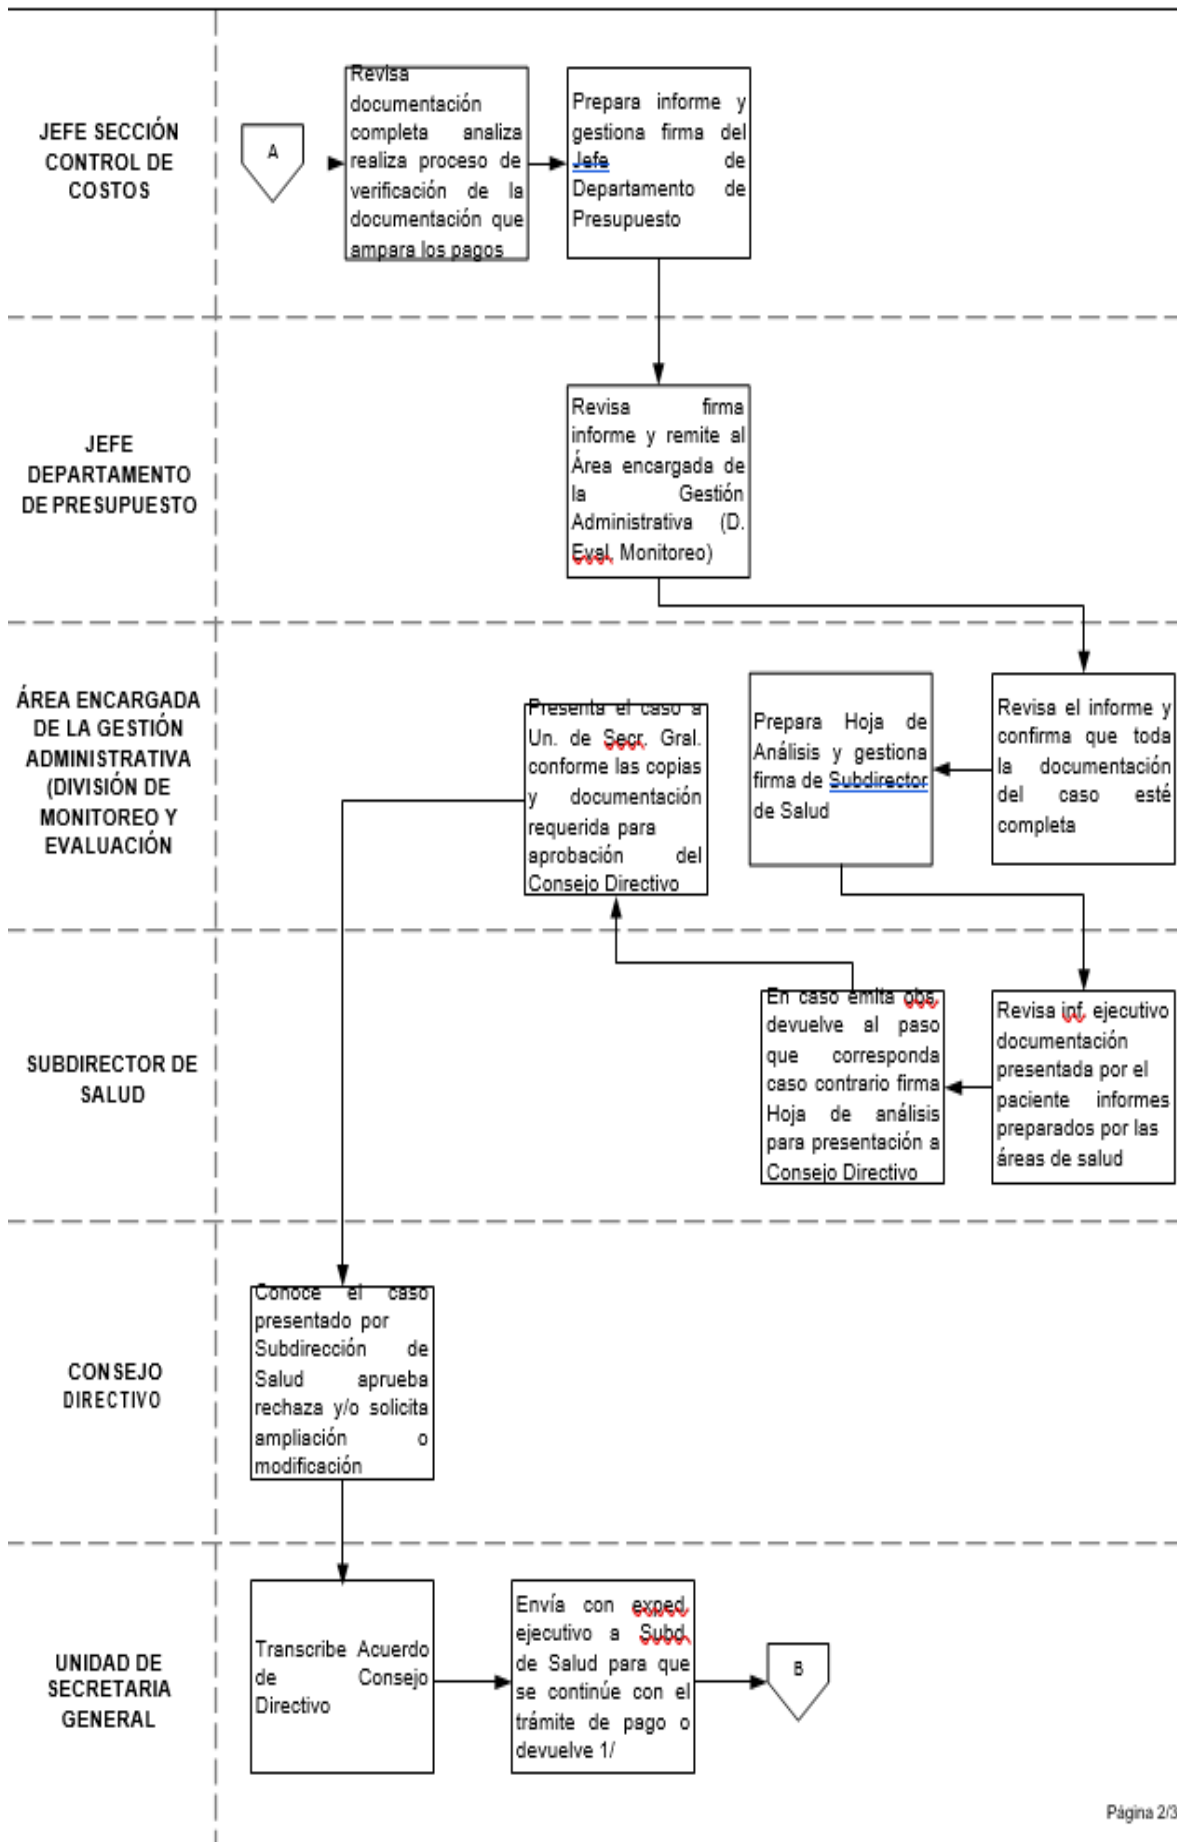 JEFE SECCIÓN
CONTROL DE
COSTOS
A
Revisa
documentación
completa analiza
realiza proceso de
verificación de la
documentación que
ampara los pagos
Prepara informe y
gestiona firma del
Jefe de
Departamento de
Presupuesto
JEFE
DEPARTAMENTO
DE PRESUPUESTO
Revisa firma
informe y remite al
Área encargada de
la Gestión
Administrativa (D.
Eval. Monitoreo)
ÁREA ENCARGADA
DE LA GESTIÓN
ADMINISTRATIVA
(DIVISIÓN DE
MONITOREO Y
EVALUACIÓN
Presenta el caso a
Un. de Secr. Gral.
conforme las copias
y documentación
requerida para
aprobación del
Consejo Directivo
Prepara Hoja de
Análisis y gestiona
firma de Subdirector
de Salud
Revisa el informe y
confirma que toda
la documentación
del caso esté
completa
SUBDIRECTOR DE
SALUD
En caso emita obs.
devuelve al paso
que corresponda
caso contrario firma
Hoja de análisis
para presentación a
Consejo Directivo
Revisa inf. ejecutivo
documentación
presentada por el
paciente informes
preparados por las
áreas de salud
CONSEJO
DIRECTIVO
Conoce el caso
presentado por
Subdirección de
Salud aprueba
rechaza y/o solicita
ampliación o
modificación
UNIDAD DE
SECRETARIA
GENERAL
Transcribe Acuerdo
de Consejo
Directivo
Envía con exped.
ejecutivo a Subd.
de Salud para que
se continúe con el
trámite de pago o
devuelve 1/
B
Página 2/3